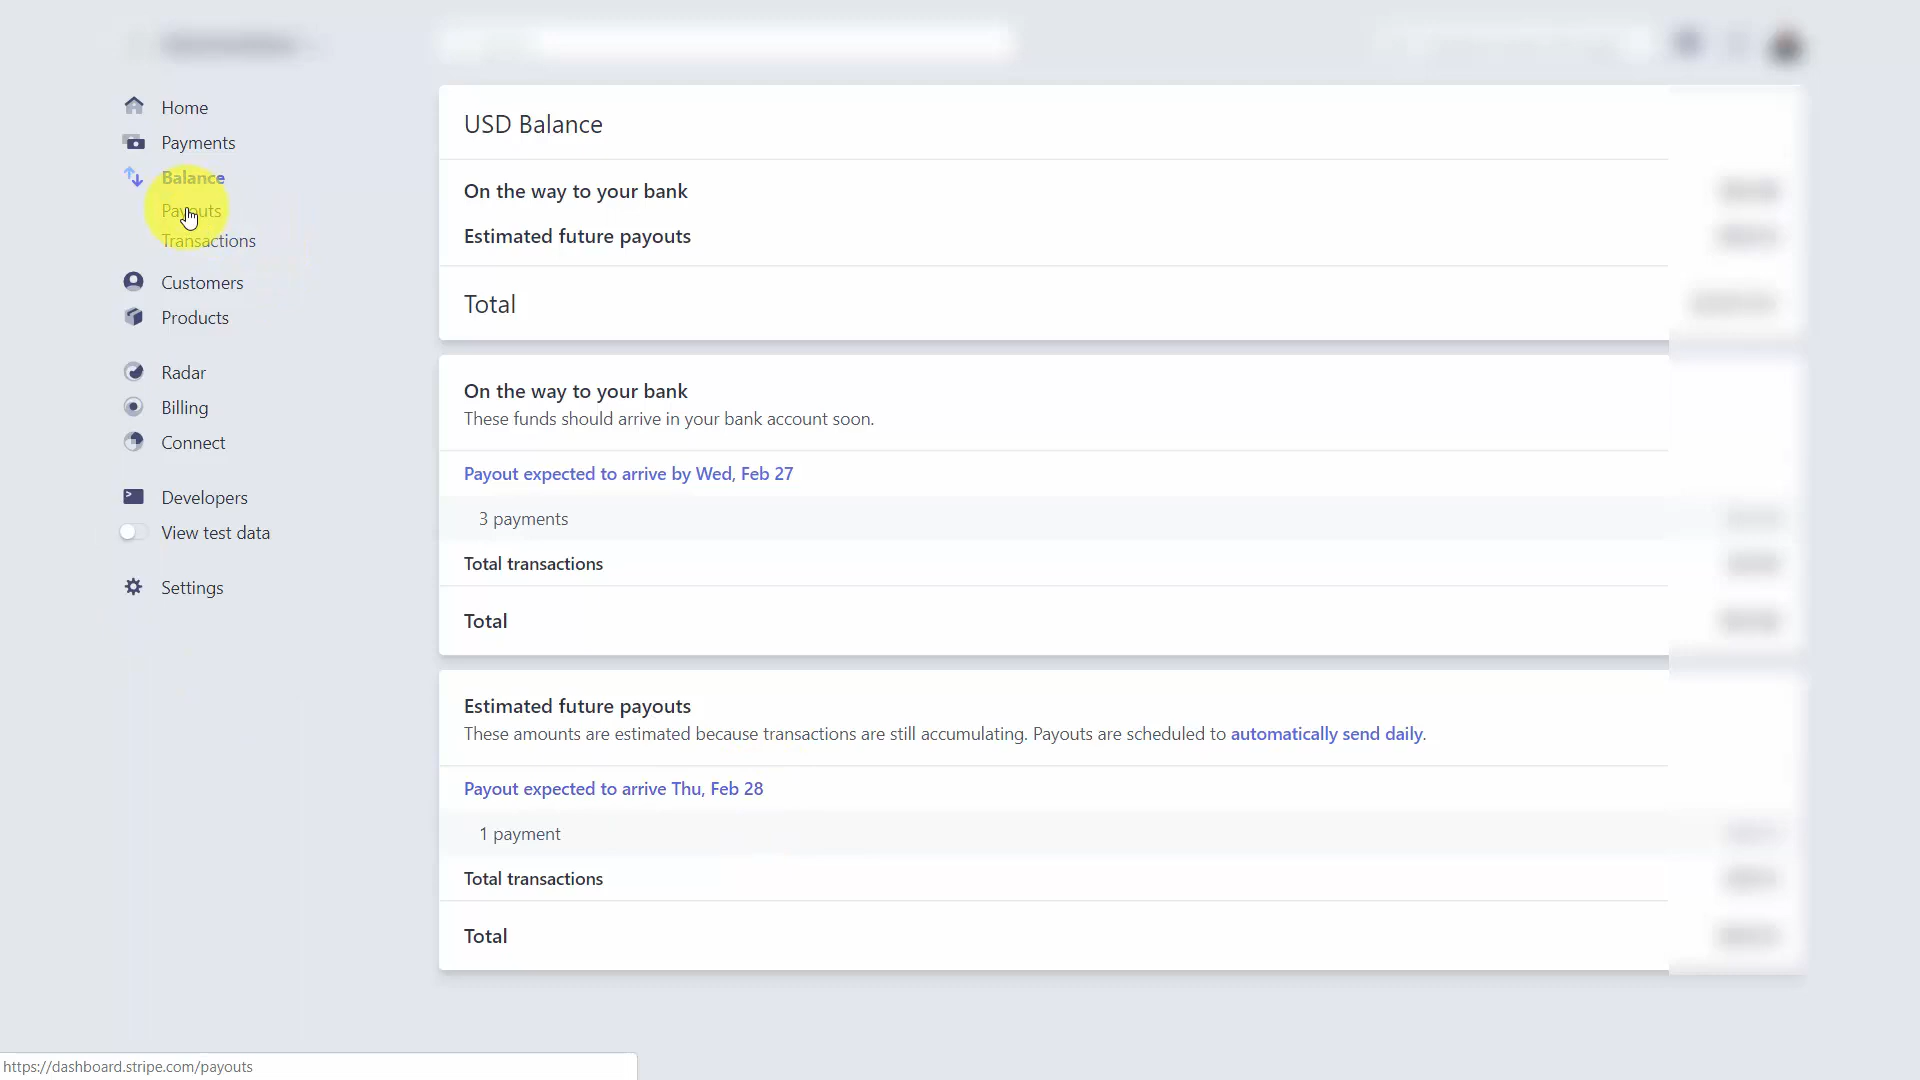 Home
Payments
Balance
Payouts
Transactions
Customers
Products
Radar
Billing
Connect
Developers
View test data
Settings
USD Balance
On the way to your bank
Estimated future payouts
Total
On the way to your bank
These funds should arrive in your bank account soon.
Payout expected to arrive by Wed, Feb 27
3 payments
Total transactions
Total
Estimated future payouts
These amounts are estimated because transactions are still accumulating. Payouts are scheduled to automatically send daily.
Payout expected to arrive Thu, Feb 28
1 payment
Total transactions
Total
https://dashboard.stripe.com/payouts